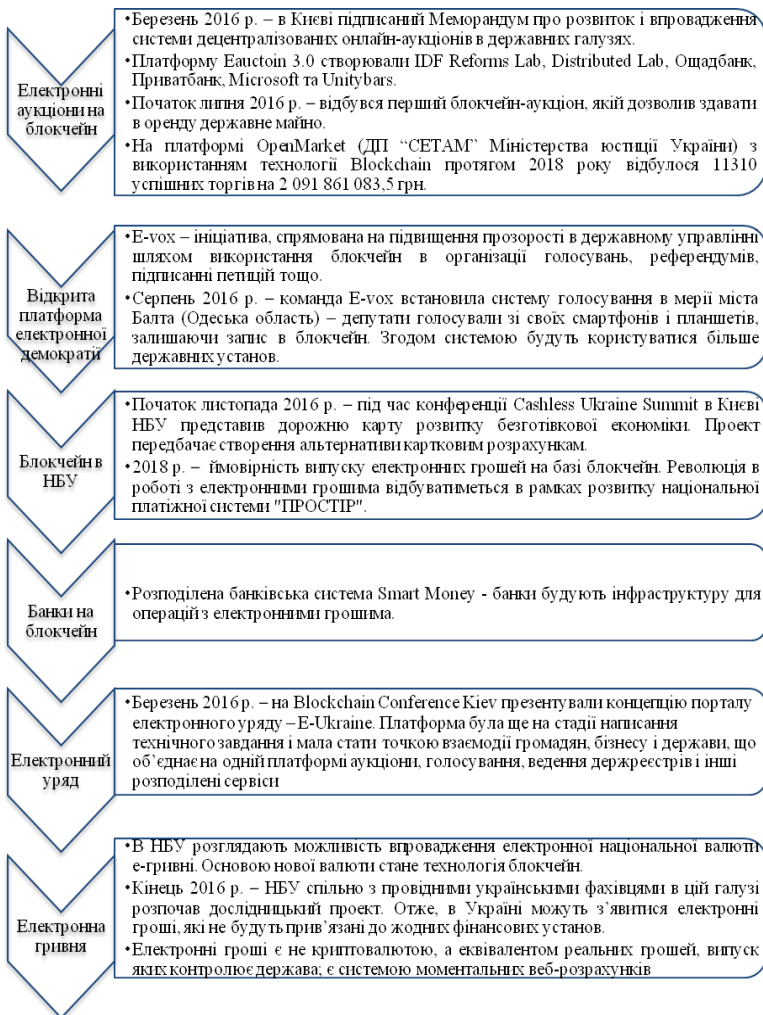 Електронні
аукціони на
блокчейн
•Березень 2016 р. – в Києві підписаний Меморандум про розвиток і впровадження
системи децентралізованих онлайн-аукціонів в державних галузях.
•Платформу Eauctoin 3.0 створювали IDF Reforms Lab, Distributed Lab, Ощадбанк,
Приватбанк, Microsoft та Unitybars.
•Початок липня 2016 р. – відбувся перший блокчейн-аукціон, якій дозволив здавати
в оренду державне майно.
•На платформі OpenMarket (ДП “СЕТАМ” Міністерства юстиції України) з
використанням технології Blockchain протягом 2018 року відбулося 11310
успішних торгів на 2 091 861 083,5 грн.
Відкрита
платформа
електронної
демократії
•E-vox – ініціатива, спрямована на підвищення прозорості в державному управлінні
шляхом використання блокчейн в організації голосувань, референдумів,
підписанні петицій тощо.
•Серпень 2016 р. – команда E-vox встановила систему голосування в мерії міста
Балта (Одеська область) – депутати голосували зі своїх смартфонів і планшетів,
залишаючи запис в блокчейн. Згодом системою будуть користуватися більше
державних установ.
Блокчейн в
НБУ
•Початок листопада 2016 р. – під час конференції Cashless Ukraine Summit в Києві
НБУ представив дорожню карту розвитку безготівкової економіки. Проект
передбачає створення альтернативи картковим розрахункам.
•2018 р. – ймовірність випуску електронних грошей на базі блокчейн. Революція в
роботі з електронними грошима відбуватиметься в рамках розвитку національної
платіжної системи "ПРОСТІР".
Банки на
блокчейн
•Розподілена банківська система Smart Money - банки будують інфраструктуру для
операцій з електронними грошима.
Електронний
уряд
•Березень 2016 р. – на Blockchain Conference Kiev презентували концепцію порталу
електронного уряду – E-Ukraine. Платформа була ще на стадії написання
технічного завдання і мала стати точкою взаємодії громадян, бізнесу і держави, що
об’єднає на одній платформі аукціони, голосування, ведення держреєстрів і інші
розподілені сервіси
Електронна
гривня
•В НБУ розглядають можливість впровадження електронної національної валюти
е-гривні. Основою нової валюти стане технологія блокчейн.
•Кінець 2016 р. – НБУ спільно з провідними українськими фахівцями в цій галузі
розпочав дослідницький проект. Отже, в Україні можуть з’явитися електронні
гроші, які не будуть прив’язані до жодних фінансових установ.
•Електронні гроші є не криптовалютою, а еквівалентом реальних грошей, випуск
яких контролює держава; є системою моментальних веб-розрахунків